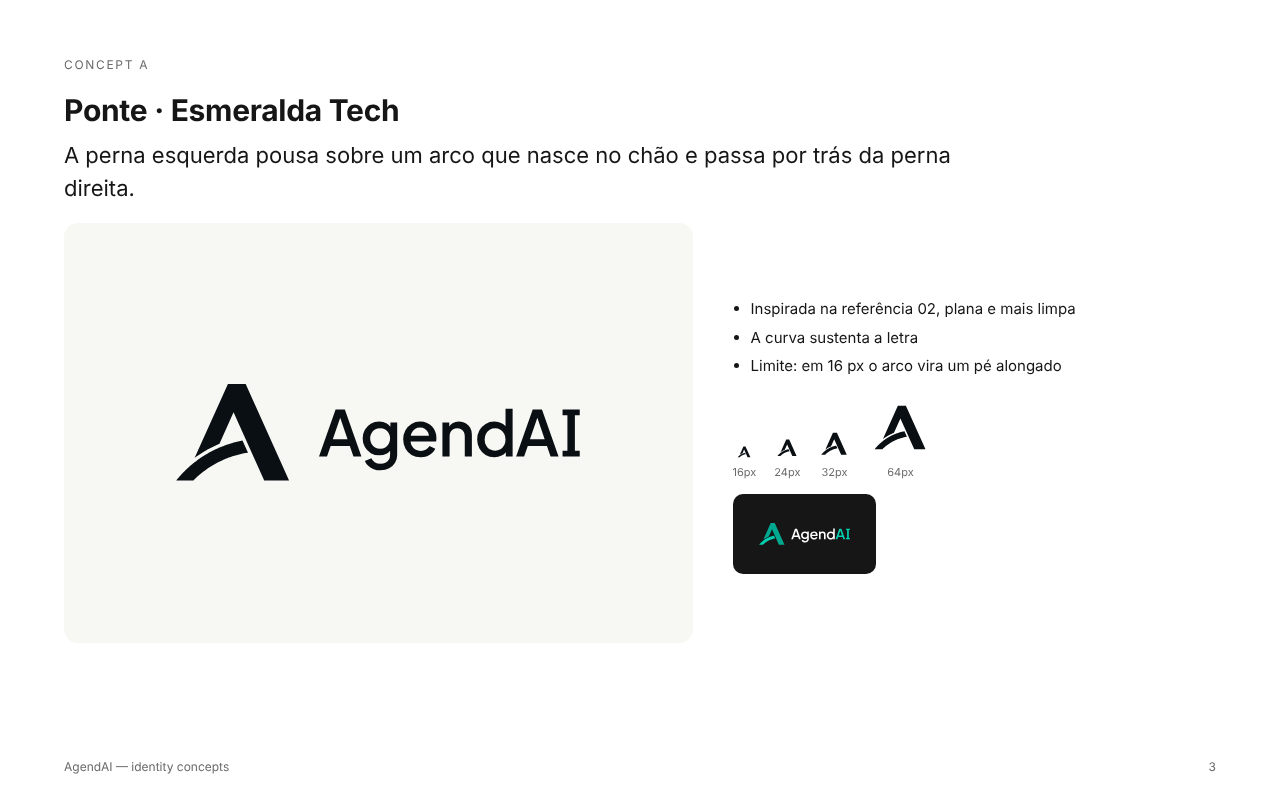 CONCEPT A
Ponte · Esmeralda Tech
A perna esquerda pousa sobre um arco que nasce no chão e passa por trás da perna
direita.
AgendAI
• Inspirada na referência 02, plana e mais limpa
• A curva sustenta a letra
• Limite: em 16 px o arco vira um pé alongado
16px 24px 32px 64px
AgendAI
AgendAI — identity concepts
3